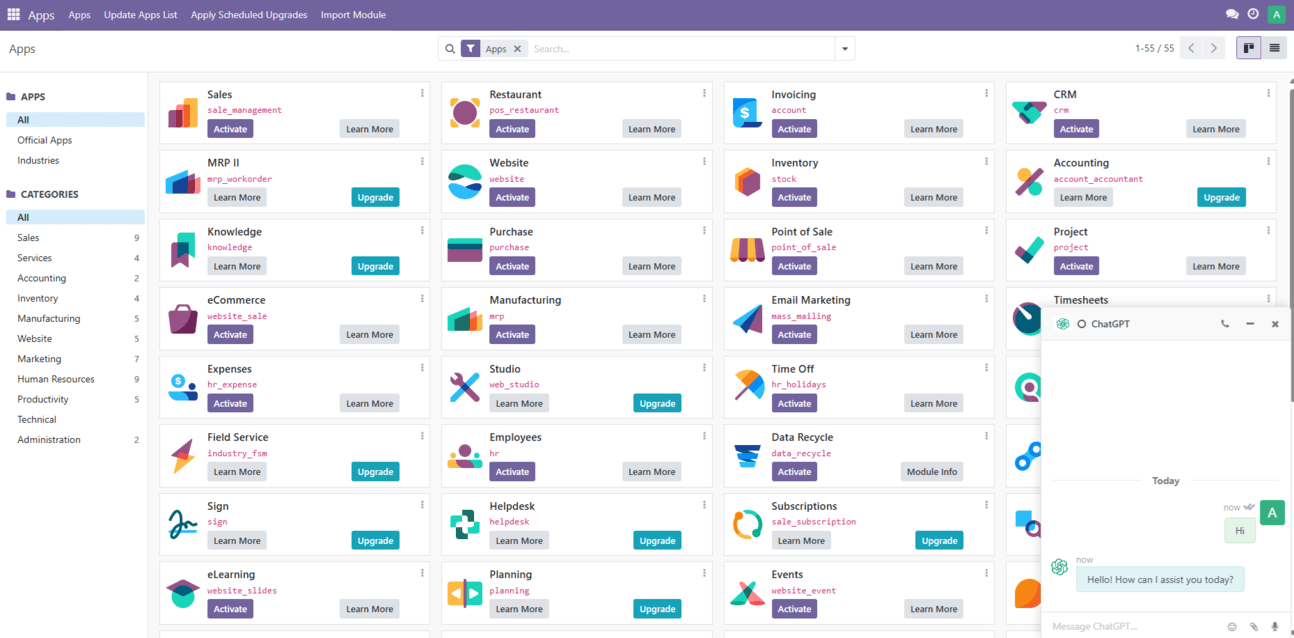 Apps Apps Update Apps List Apply Scheduled Upgrades Import Module A
Apps Apps Search... 1-55 / 55
APPS
All
Official Apps
Industries
CATEGORIES
All
Sales 9
Services 4
Accounting 2
Inventory 4
Manufacturing 5
Website 5
Marketing 7
Human Resources 9
Productivity 5
Technical
Administration 2
Sales
sale_management
Activate Learn More
Restaurant
pos_restaurant
Activate Learn More
Invoicing
account
Activate Learn More
CRM
crm
Activate Learn More
MRP II
mrp_workorder
Learn More Upgrade
Website
website
Activate Learn More
Inventory
stock
Activate Learn More
Accounting
account_accountant
Learn More Upgrade
Knowledge
knowledge
Learn More Upgrade
Purchase
purchase
Activate Learn More
Point of Sale
point_of_sale
Activate Learn More
Project
project
Activate Learn More
eCommerce
website_sale
Activate Learn More
Manufacturing
mrp
Activate Learn More
Email Marketing
mass_mailing
Activate Learn More
Timesheets
Expenses
hr_expense
Activate Learn More
Studio
web_studio
Learn More Upgrade
Time Off
hr_holidays
Activate Learn More
Field Service
industry_fsm
Learn More Upgrade
Employees
hr
Activate Learn More
Data Recycle
data_recycle
Activate Module Info
Sign
sign
Learn More Upgrade
Helpdesk
helpdesk
Learn More Upgrade
Subscriptions
sale_subscription
Learn More Upgrade
eLearning
website_slides
Activate Learn More
Planning
planning
Learn More Upgrade
Events
website_event
Activate Learn More
ChatGPT
Today
now
A
Hi
now
Hello! How can I assist you today?
Message ChatGPT...